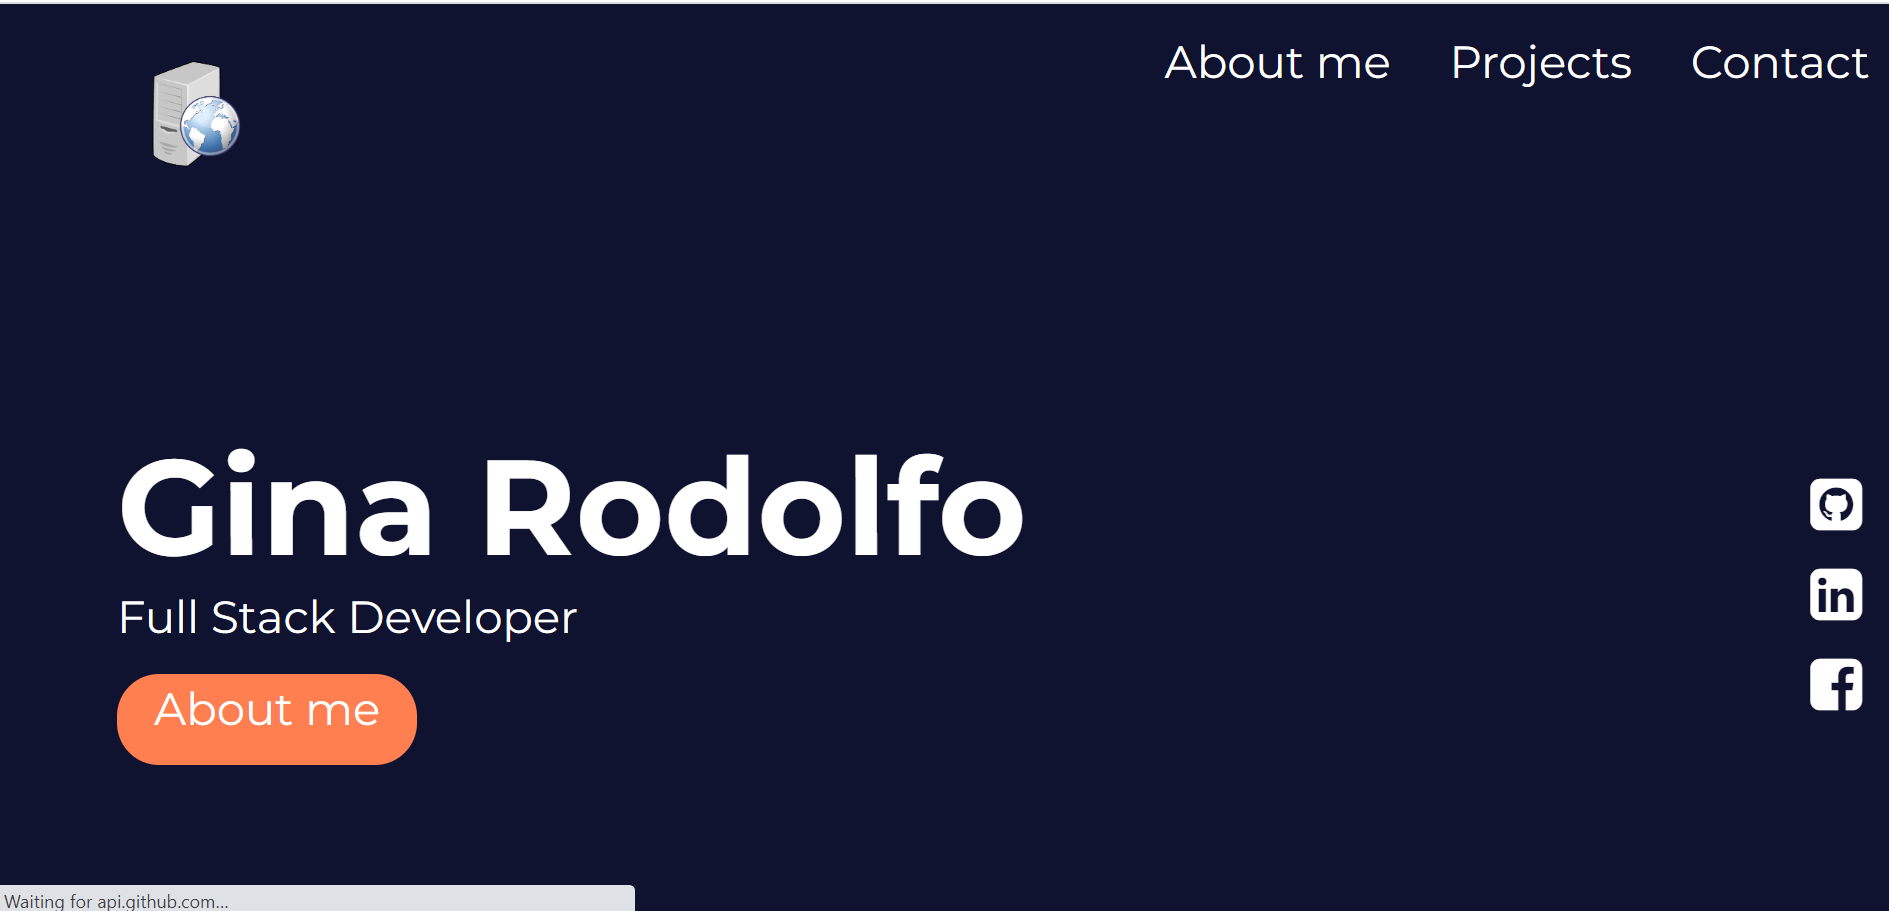 About me Projects Contact
Gina Rodolfo
Full Stack Developer
in
About me
Waiting for api.github.com...